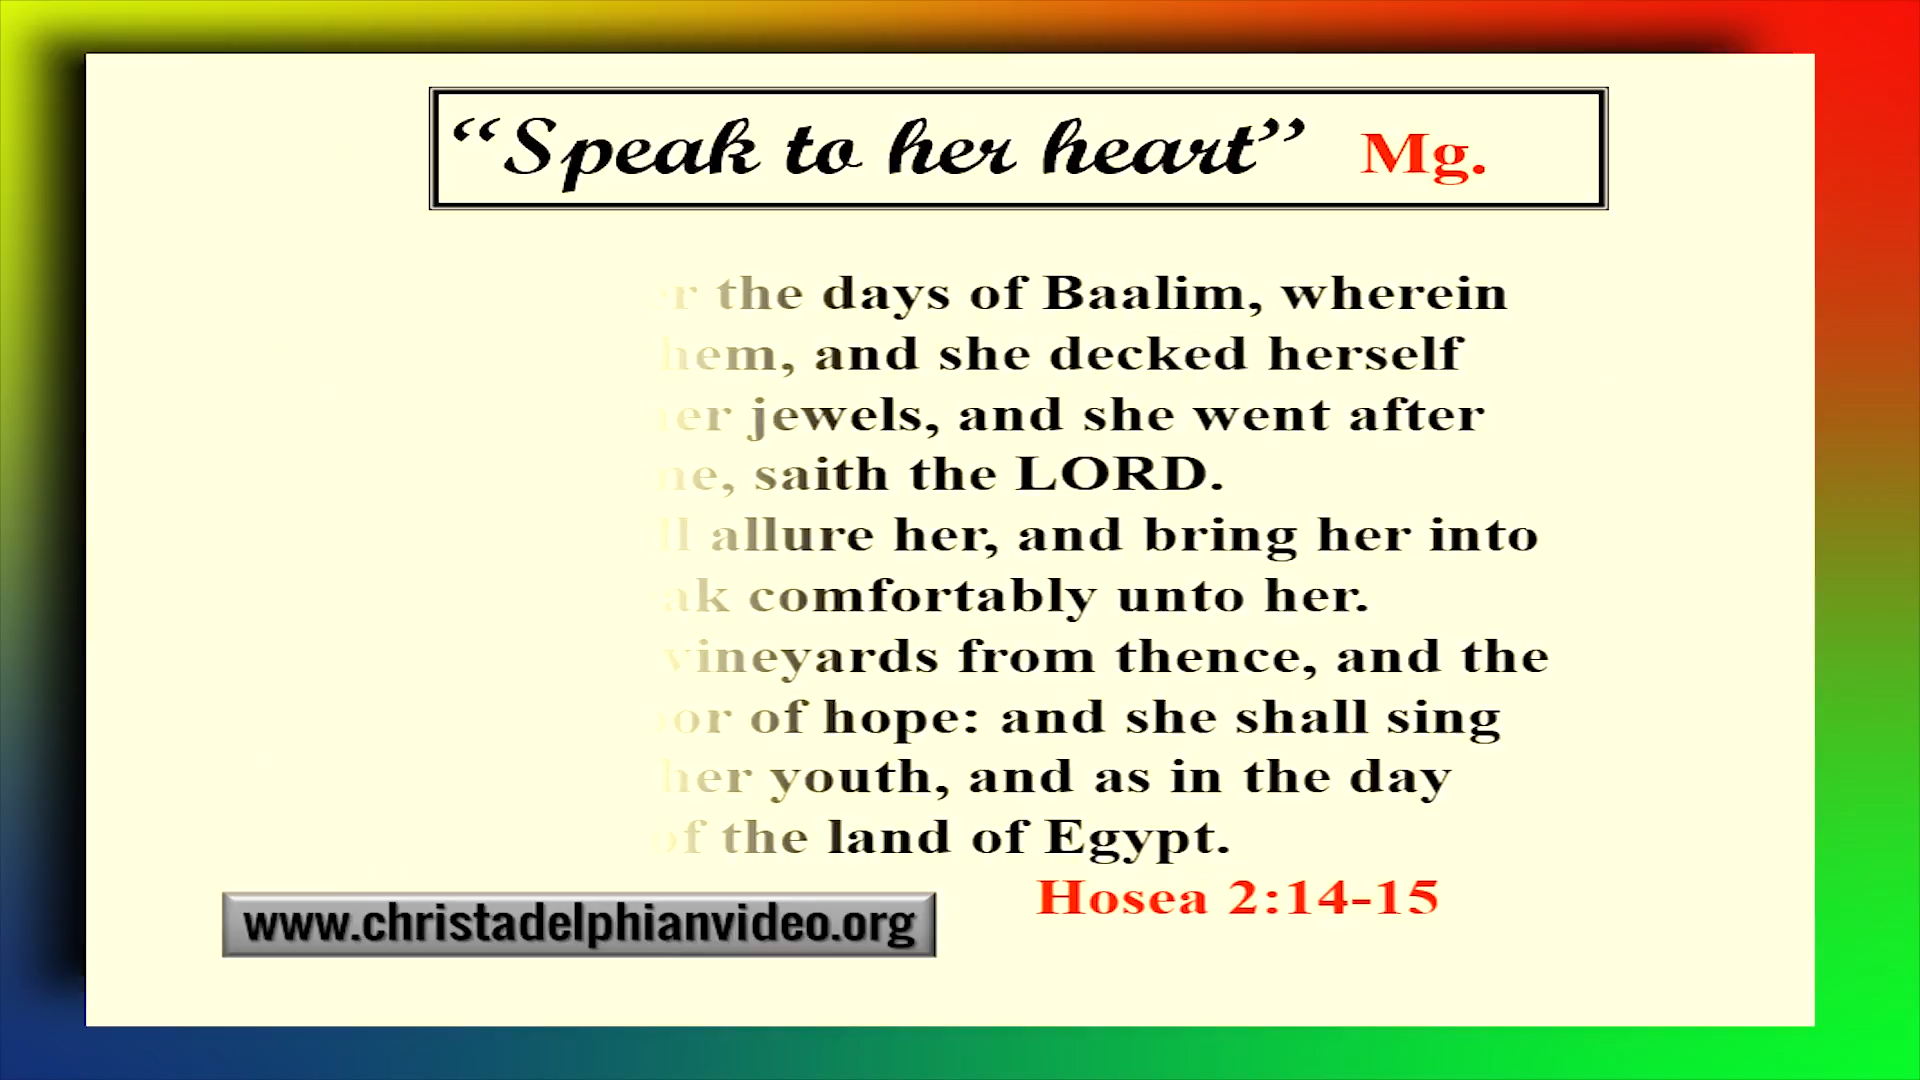 “Speak to her heart” Mg.
the days of Baalim, wherein
and she decked herself
jewels, and she went after
saith the LORD.
allure her, and bring her into
comfortably unto her.
vineyards from thence, and the
of hope: and she shall sing
her youth, and as in the day
of the land of Egypt.
Hosea 2:14-15
www.christadelphianvideo.org